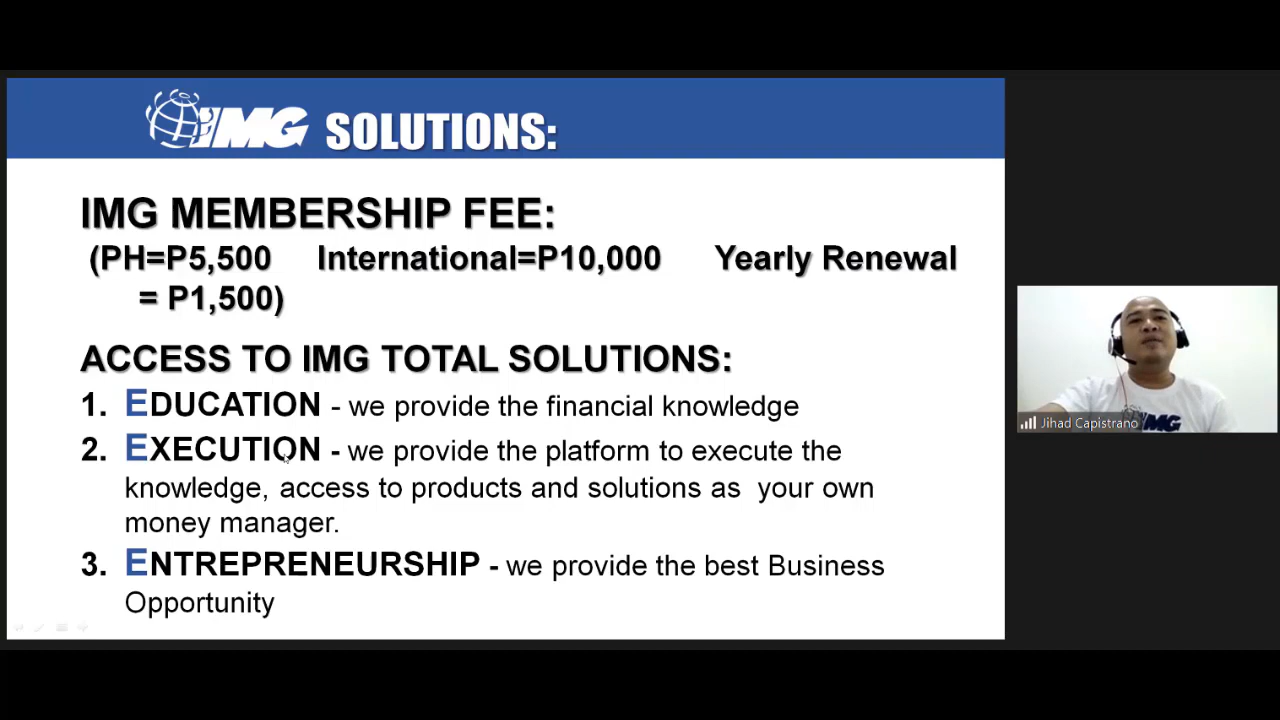 IMG SOLUTIONS:
IMG MEMBERSHIP FEE:
(PH=P5,500 International=P10,000 Yearly Renewal
= P1,500)
ACCESS TO IMG TOTAL SOLUTIONS:
1. EDUCATION - we provide the financial knowledge
2. EXECUTION - we provide the platform to execute the
knowledge, access to products and solutions as your own
money manager.
3. ENTREPRENEURSHIP - we provide the best Business
Opportunity
IMG
Jihad Capistrano